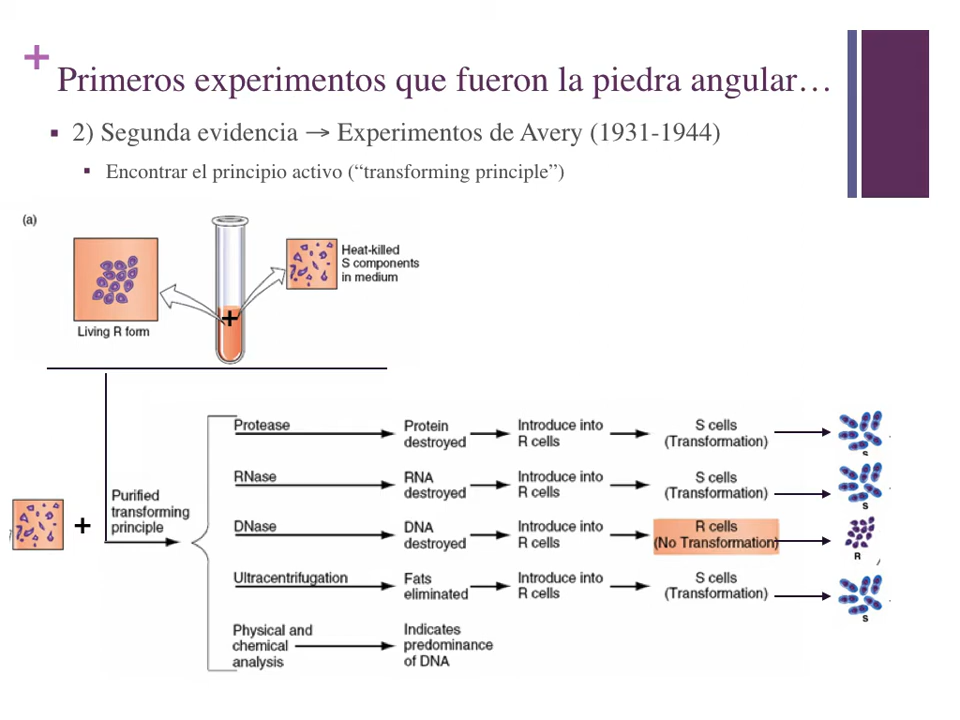 +
Primeros experimentos que fueron la piedra angular…
▪ 2) Segunda evidencia → Experimentos de Avery (1931-1944)
▪ Encontrar el principio activo (“transforming principle”)
(a)
Heat-killed
S components
in medium
+
Living R form
Protease
Protein
destroyed
Introduce into
R cells
S cells
(Transformation)
S
RNase
RNA
destroyed
Introduce into
R cells
S cells
(Transformation)
S
+
Purified
transforming
principle
DNase
DNA
destroyed
Introduce into
R cells
R cells
(No Transformation)
R
Ultracentrifugation
Fats
eliminated
Introduce into
R cells
S cells
(Transformation)
S
Physical and
chemical
analysis
Indicates
predominance
of DNA